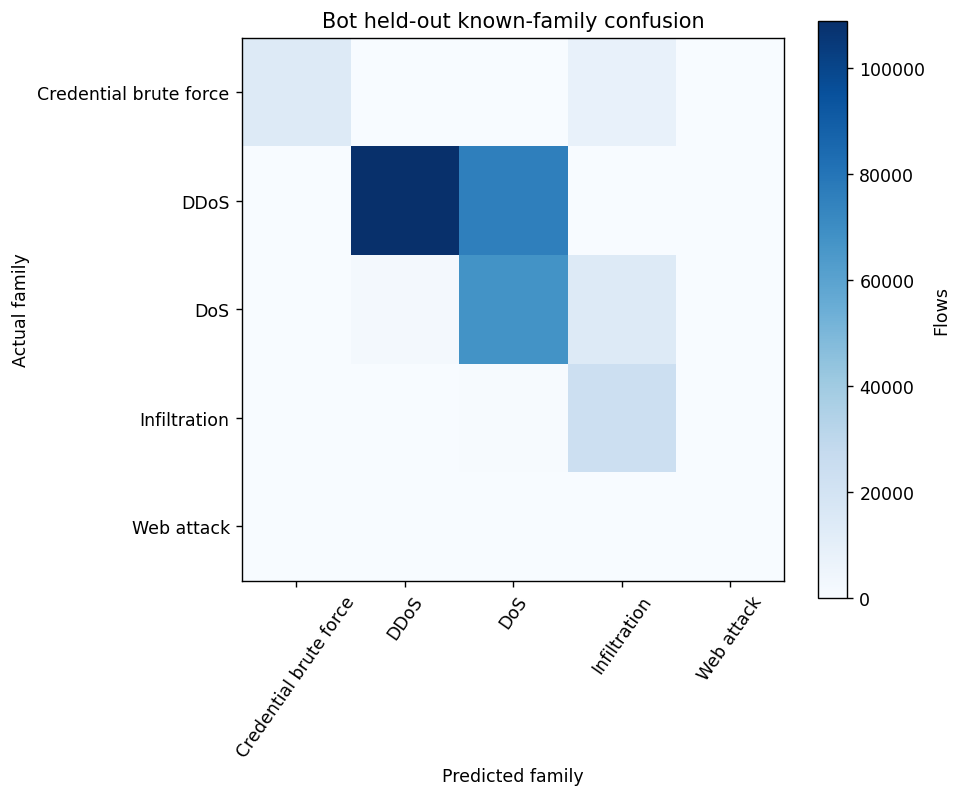 Bot held-out known-family confusion
Credential brute force
DDoS
DoS
Infiltration
Web attack
Actual family
Credential brute force
DDoS
DoS
Infiltration
Web attack
Predicted family
100000
80000
60000
40000
20000
0
Flows